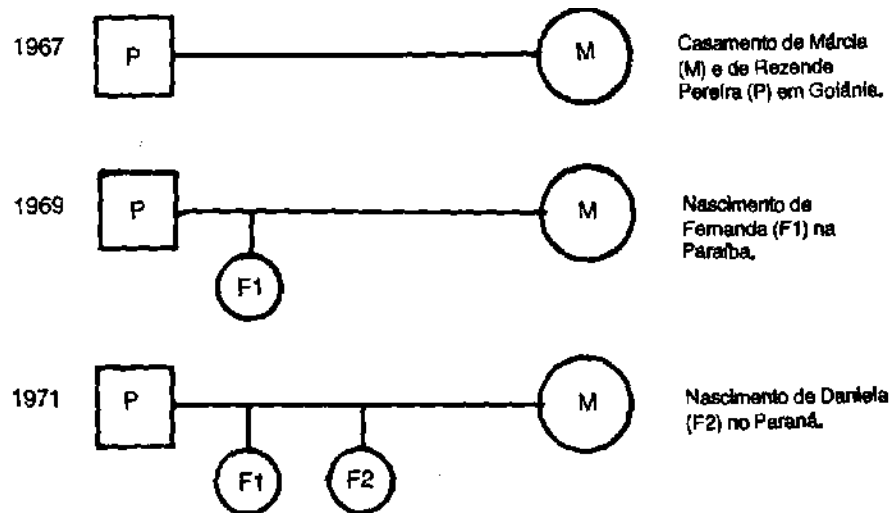 1967
P
M
Casamento de Márcia
(M) e de Rezende
Pereira (P) em Goiânia.
1969
P
M
F1
Nascimento de
Fernanda (F1) na
Paraíba.
1971
P
M
F1
F2
Nascimento de Daniela
(F2) no Paraná.